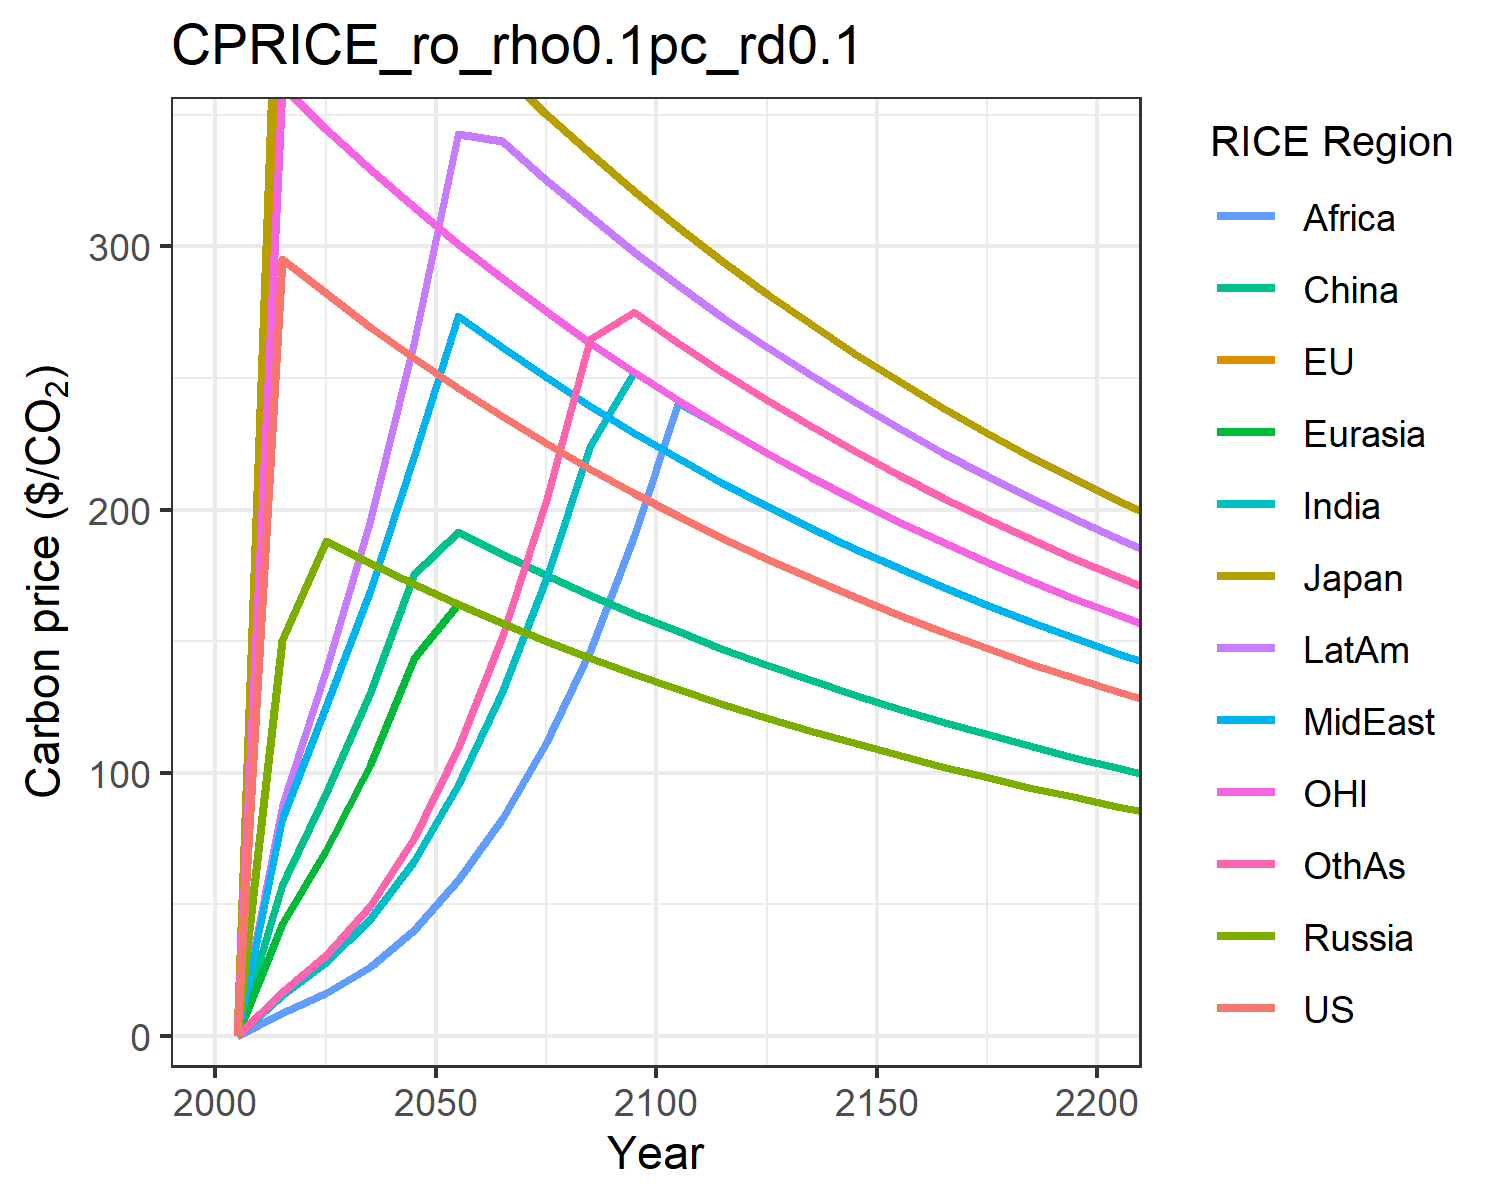 CPRICE_ro_rho0.1pc_rd0.1
Carbon price ($/CO₂)
300
200
100
0
2000
2050
2100
2150
2200
Year
RICE Region
Africa
China
EU
Eurasia
India
Japan
LatAm
MidEast
OHI
OthAs
Russia
US